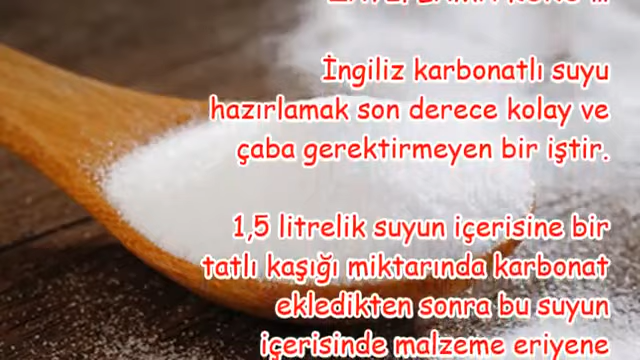 İngiliz karbonatlı suyu
hazırlamak son derece kolay ve
çaba gerektirmeyen bir iştir.
1,5 litrelik suyun içerisine bir
tatlı kaşığı miktarında karbonat
ekledikten sonra bu suyun
içerisinde malzeme eriyene